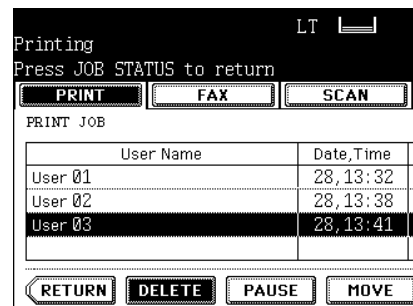 LT
Printing
Press JOB STATUS to return
PRINT FAX SCAN
PRINT JOB
User Name Date,Time
User 01 28,13:32
User 02 28,13:38
User 03 28,13:41
RETURN DELETE PAUSE MOVE